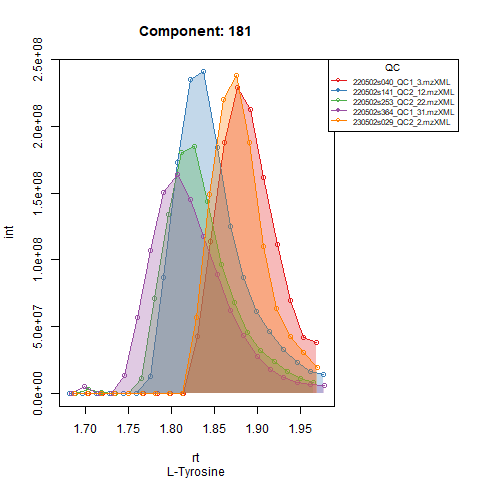 Component: 181
QC
220502s040_QC1_3.mzXML
220502s141_QC2_12.mzXML
220502s253_QC2_22.mzXML
220502s364_QC1_31.mzXML
230502s029_QC2_2.mzXML
int
2.5e+08
2.0e+08
1.5e+08
1.0e+08
5.0e+07
0.0e+00
1.70 1.75 1.80 1.85 1.90 1.95
rt
L-Tyrosine